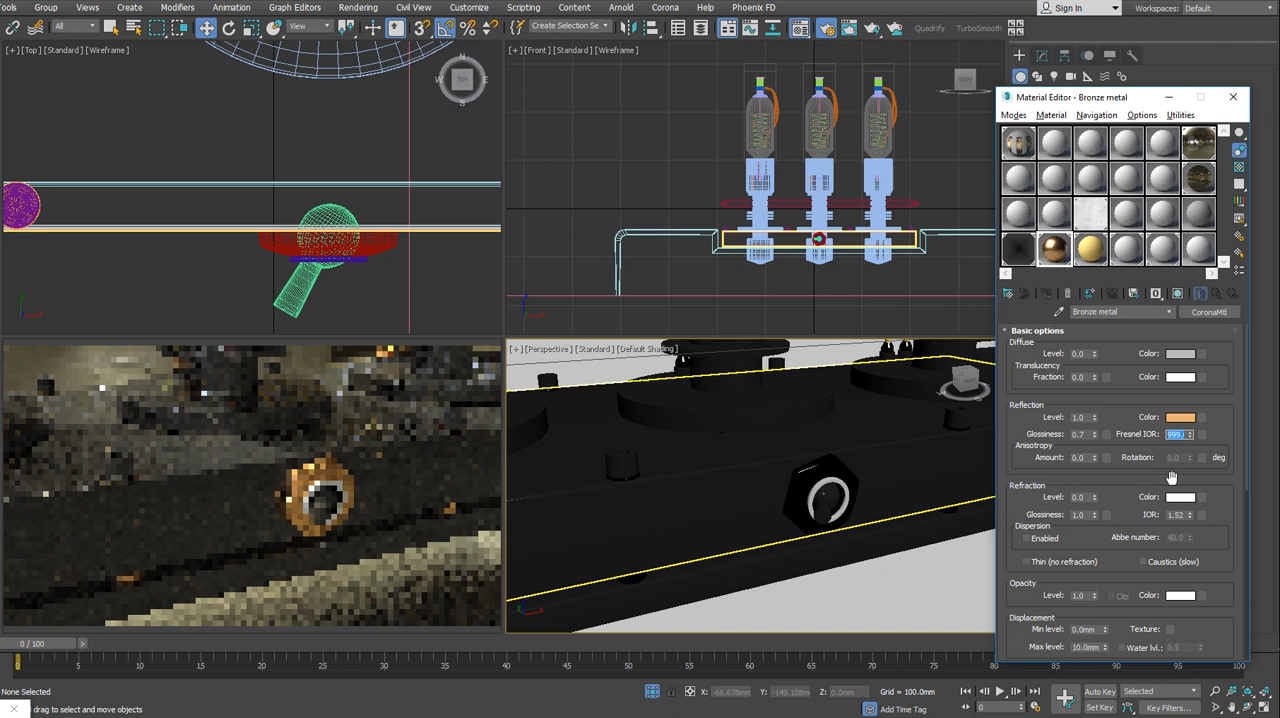 Tools Group Create Modifiers Animation Graph Editors Rendering Civil View Customize Scripting Content Arnold Corona Help Phoenix FD Sign In Workspaces: Default
All View Create Selection Se Quadrify TurboSmooth
[+] [Top] [Standard] [Wireframe]
[+] [Front] [Standard] [Wireframe]
N
W E
S
TOP
Material Editor - Bronze metal
Modes Material Navigation Options Utilities
Bronze metal CoronaMtl
Basic options
Diffuse
Level: 0.0 Color:
Translucency
Fraction: 0.0 Color:
Reflection
Level: 1.0 Color:
Glossiness: 0.7 Fresnel IOR: 999.
Anisotropy
Amount: 0.0 Rotation: 0.0 deg
Refraction
Level: 0.0 Color:
Glossiness: 1.0 IOR: 1.52
Dispersion
Enabled Abbe number: 40.0
Thin (no refraction) Caustics (slow)
Opacity
Level: 1.0 Clip Color:
Displacement
Min level: 0.0mm Texture:
Max level: 10.0mm Water lvl.: 0.5
[+] [Perspective] [Standard] [Default Shading]
0 / 100
0 5 10 15 20 25 30 35 40 45 50 55 60 65 70 75 80 85 90 95 100
None Selected X: -66.678mm Y: -149.108mm Z: 0.0mm Grid = 100.0mm Auto Key Selected
drag to select and move objects Add Time Tag 0 Set Key Key Filters...